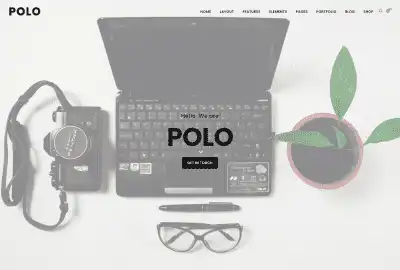 POLO
HOME LAYOUT FEATURES ELEMENTS PAGES PORTFOLIO BLOG SHOP
Hello. We are
POLO
GET IN TOUCH